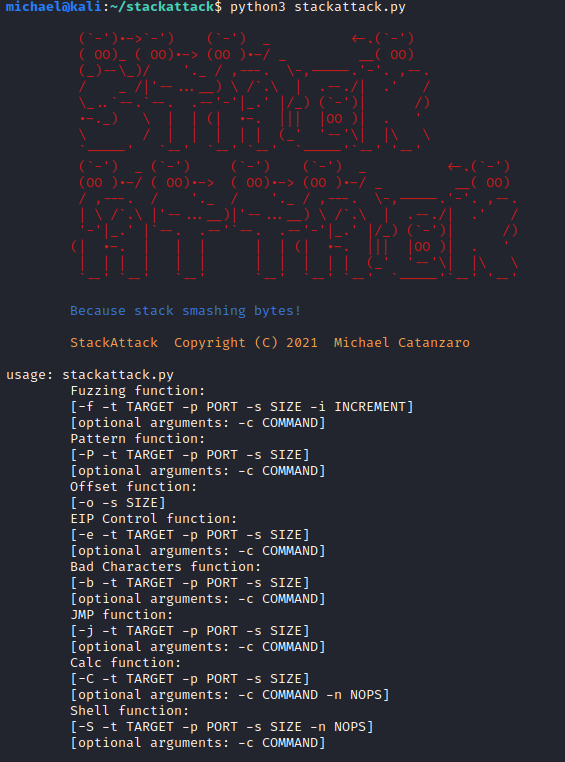 michael@kali:~/stackattack$ python3 stackattack.py
Stack
Attack
Because stack smashing bytes!
StackAttack  Copyright (C) 2021  Michael Catanzaro
usage: stackattack.py
Fuzzing function:
[-f -t TARGET -p PORT -s SIZE -i INCREMENT]
[optional arguments: -c COMMAND]
Pattern function:
[-P -t TARGET -p PORT -s SIZE]
[optional arguments: -c COMMAND]
Offset function:
[-o -s SIZE]
EIP Control function:
[-e -t TARGET -p PORT -s SIZE]
[optional arguments: -c COMMAND]
Bad Characters function:
[-b -t TARGET -p PORT -s SIZE]
[optional arguments: -c COMMAND]
JMP function:
[-j -t TARGET -p PORT -s SIZE]
[optional arguments: -c COMMAND]
Calc function:
[-C -t TARGET -p PORT -s SIZE]
[optional arguments: -c COMMAND -n NOPS]
Shell function:
[-S -t TARGET -p PORT -s SIZE -n NOPS]
[optional arguments: -c COMMAND]